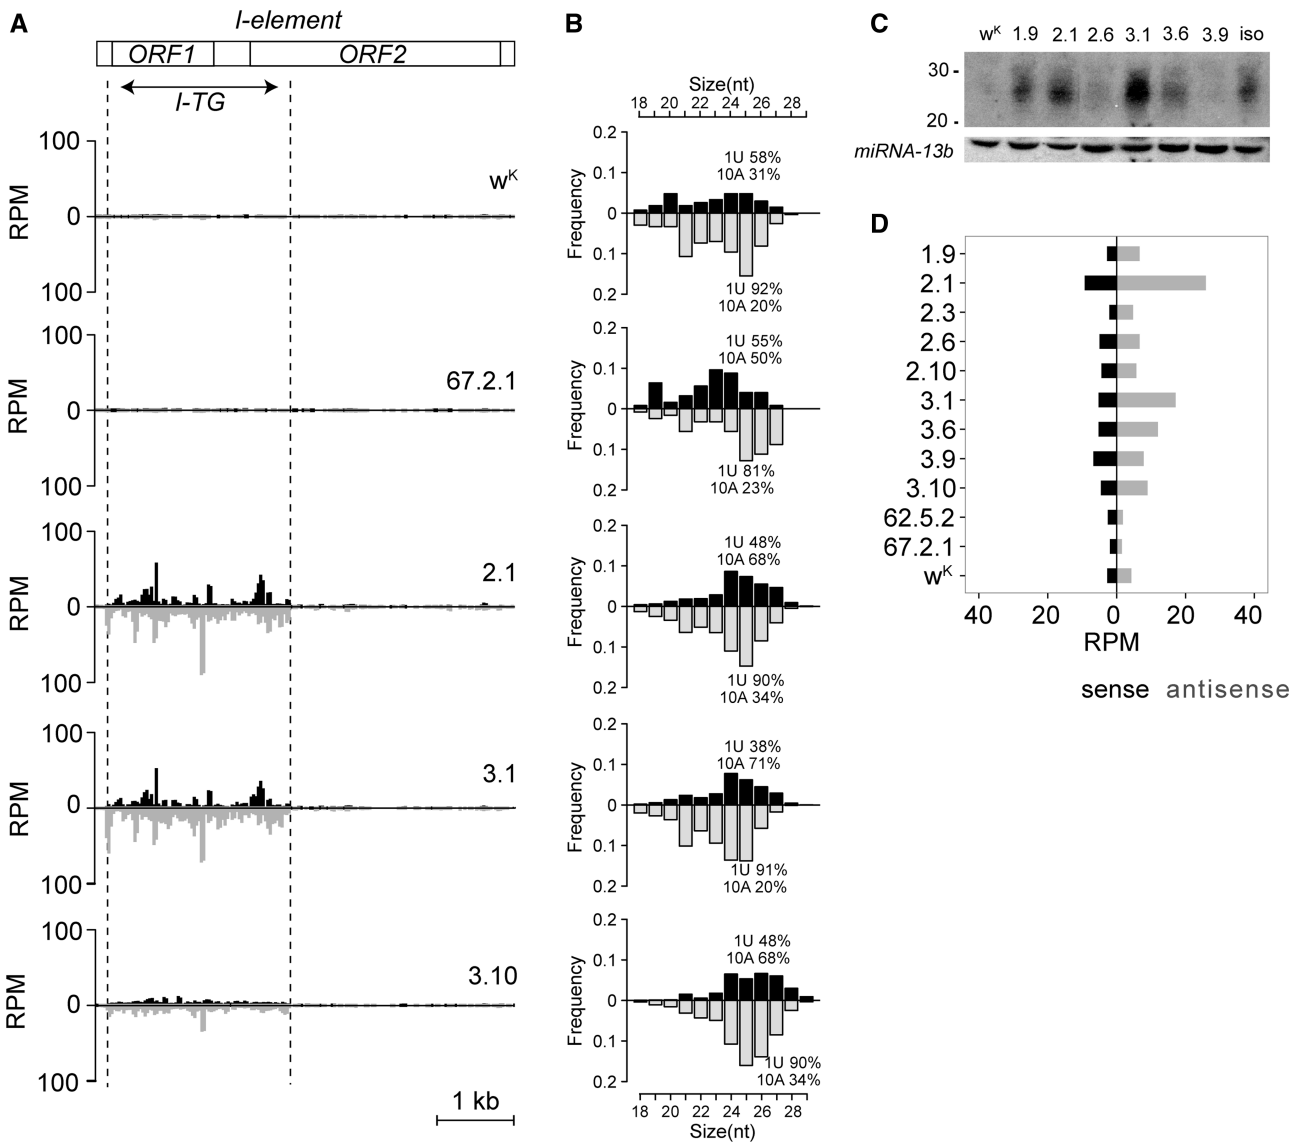 A
I-element
ORF1
ORF2
I-TG
100
RPM
0
100
wK
100
RPM
0
100
67.2.1
100
RPM
0
100
2.1
100
RPM
0
100
3.1
100
RPM
0
100
3.10
1 kb
B
Size(nt)
18 20 22 24 26 28
0.2
0.1
0
0.1
0.2
Frequency
1U 58%
10A 31%
1U 92%
10A 20%
0.2
0.1
0
0.1
0.2
Frequency
1U 55%
10A 50%
1U 81%
10A 23%
0.2
0.1
0
0.1
0.2
Frequency
1U 48%
10A 68%
1U 90%
10A 34%
0.2
0.1
0
0.1
0.2
Frequency
1U 38%
10A 71%
1U 91%
10A 20%
0.2
0.1
0
0.1
0.2
Frequency
1U 48%
10A 68%
1U 90%
10A 34%
18 20 22 24 26 28
Size(nt)
C
wK 1.9 2.1 2.6 3.1 3.6 3.9 iso
30 -
20 -
miRNA-13b
D
1.9
2.1
2.3
2.6
2.10
3.1
3.6
3.9
3.10
62.5.2
67.2.1
wK
40 20 0 20 40
RPM
sense antisense